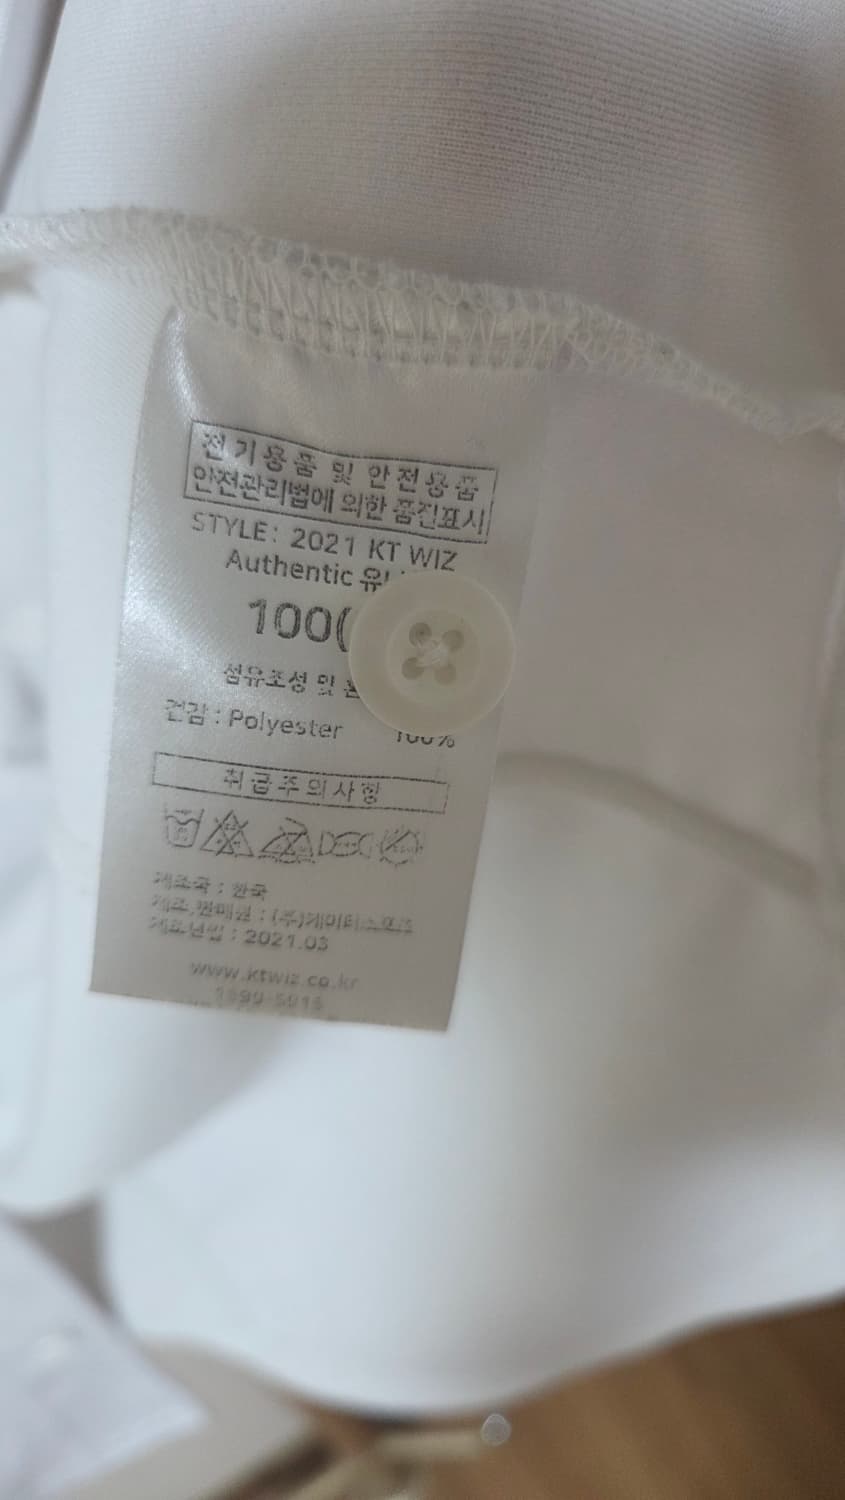 전기용품 및 안전용품
안전관리법에 의한 품진표시
STYLE: 2021 KT WIZ
Authentic
100(
섬유조성 및
겉감 : Polyester 100%
취급주의사항
제조국 : 한국
제조,판매원 : (주)케이티스포츠
제조년월 : 2021.03
www.ktwiz.co.kr